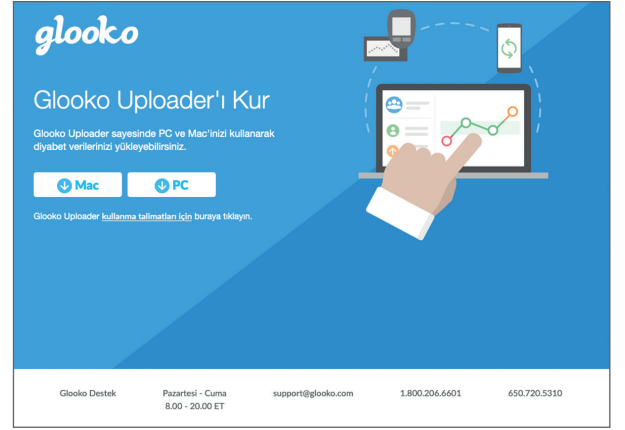 glooko
Glooko Uploader'ı Kur
Glooko Uploader sayesinde PC ve Mac'inizi kullanarak
diyabet verilerinizi yükleyebilirsiniz.
Mac
PC
Glooko Uploader kullanma talimatları için buraya tıklayın.
Glooko Destek
Pazartesi - Cuma
8.00 - 20.00 ET
support@glooko.com
1.800.206.6601
650.720.5310